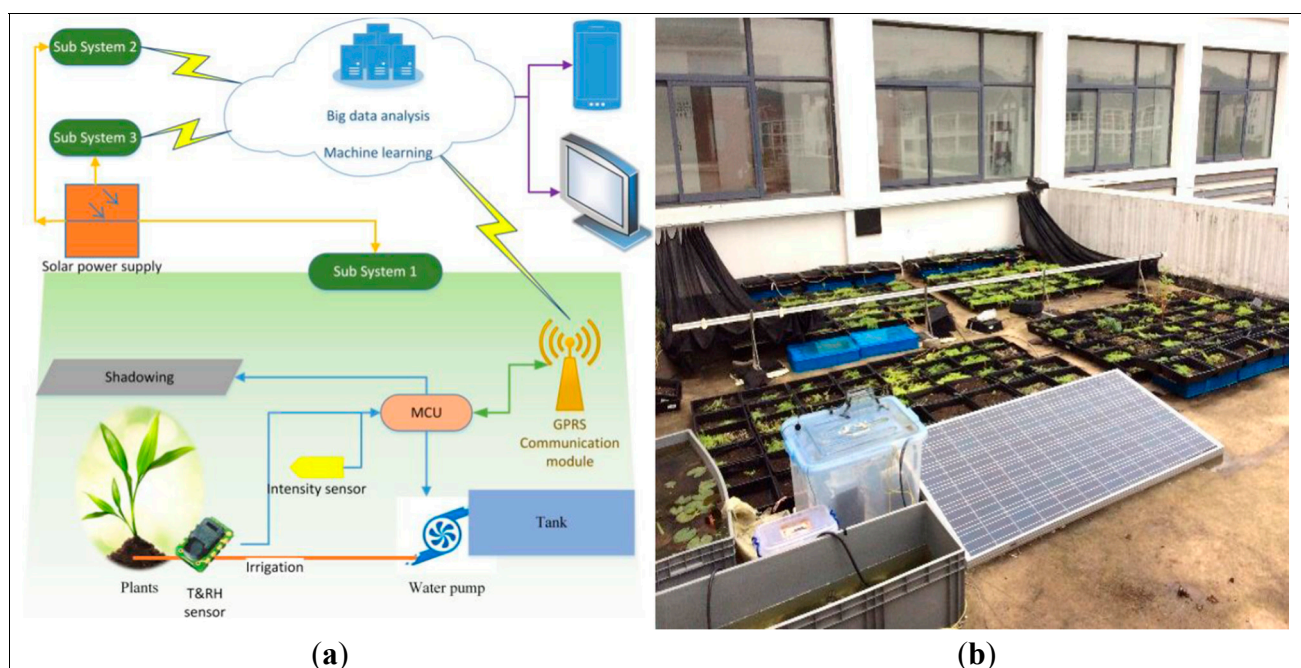 Sub System 2
Sub System 3
Big data analysis
Machine learning
Solar power supply
Sub System 1
Shadowing
MCU
GPRS
Communication
module
Intensity sensor
Tank
Irrigation
Plants
T&RH
sensor
Water pump
(a)
(b)